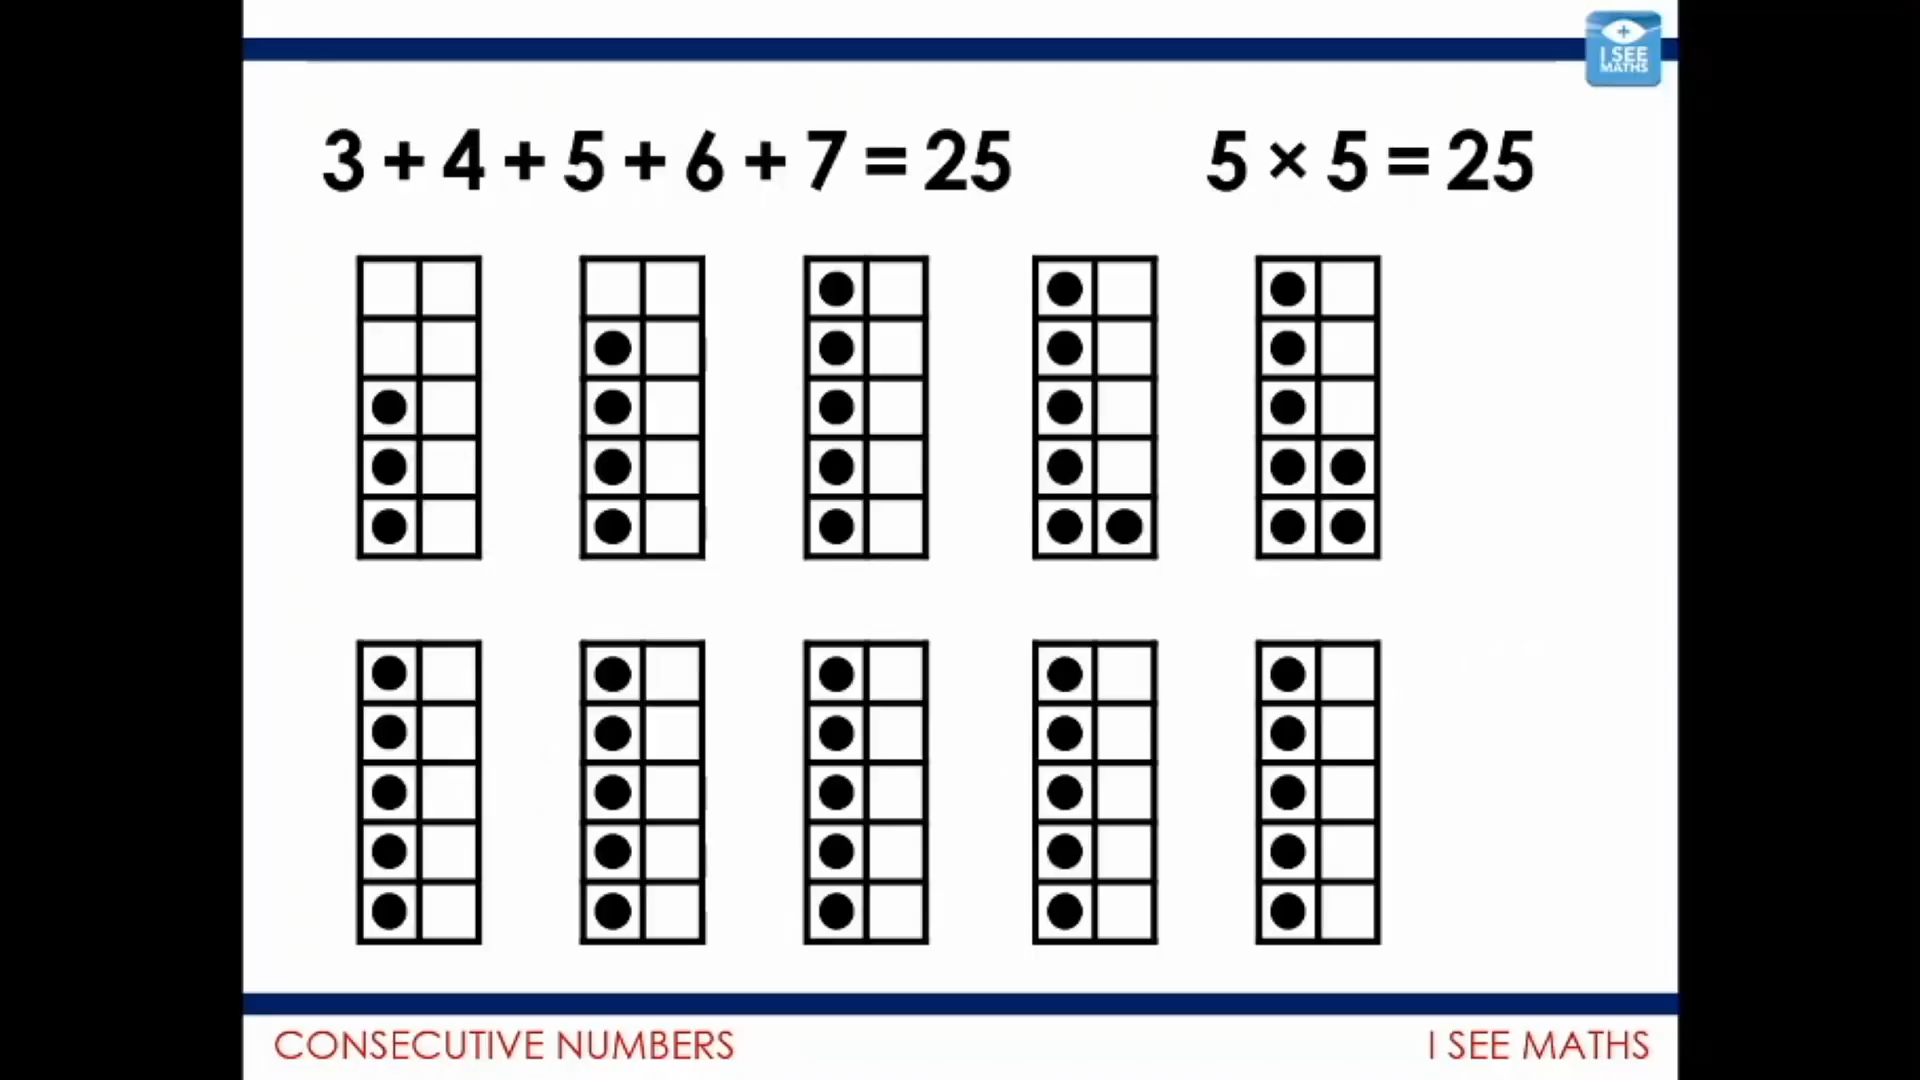 I SEE
MATHS
3 + 4 + 5 + 6 + 7 = 25
5 × 5 = 25
CONSECUTIVE NUMBERS
I SEE MATHS